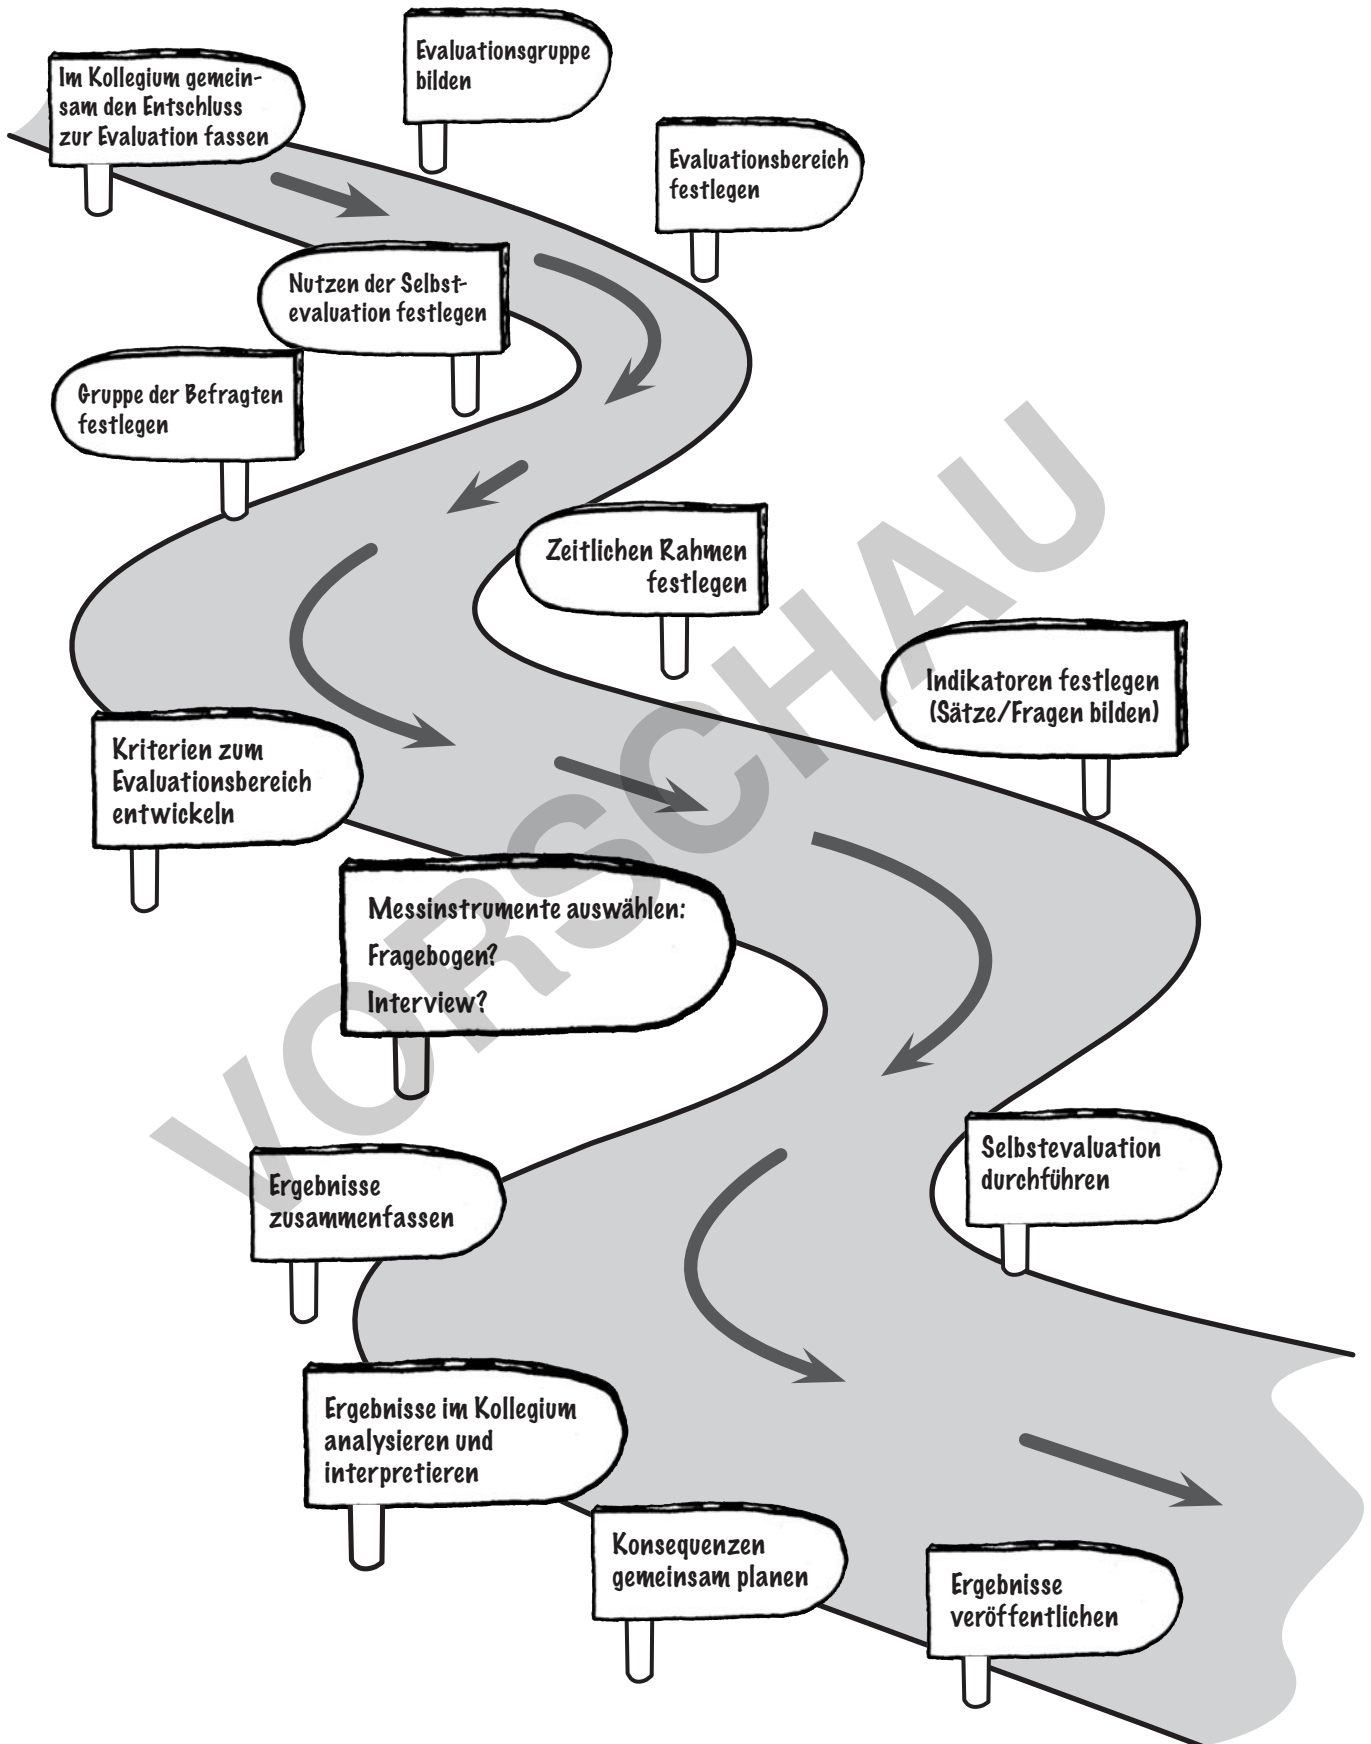 Im Kollegium gemein-
sam den Entschluss
zur Evaluation fassen
Evaluationsgruppe
bilden
Evaluationsbereich
festlegen
Nutzen der Selbst-
evaluation festlegen
Gruppe der Befragten
festlegen
Zeitlichen Rahmen
festlegen
Kriterien zum
Evaluationsbereich
entwickeln
Indikatoren festlegen
(Sätze/Fragen bilden)
Messinstrumente auswählen:
Fragebogen?
Interview?
Selbstevaluation
durchführen
Ergebnisse
zusammenfassen
Ergebnisse im Kollegium
analysieren und
interpretieren
Konsequenzen
gemeinsam planen
Ergebnisse
veröffentlichen
VORSCHAU